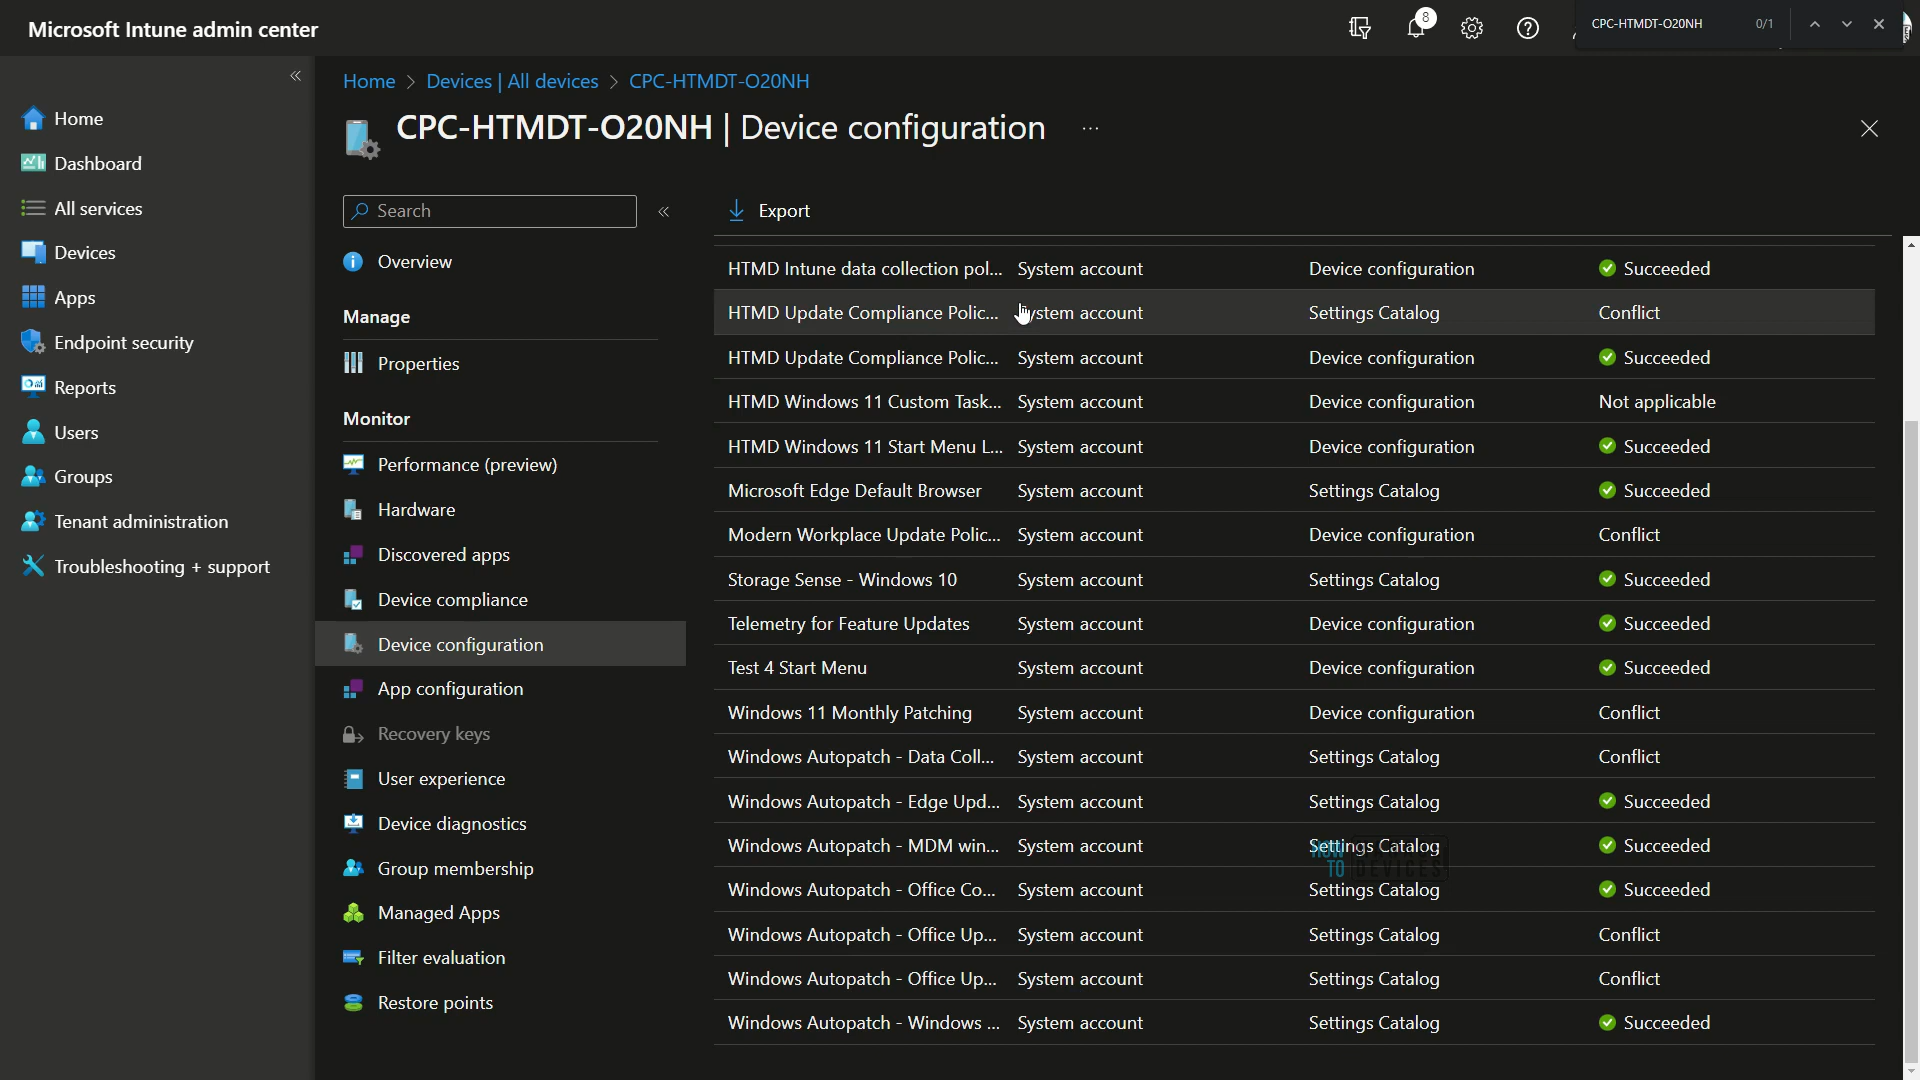 Microsoft Intune admin center
8
CPC-HTMDT-O20NH 0/1
Home > Devices | All devices > CPC-HTMDT-O20NH
CPC-HTMDT-O20NH | Device configuration ...
Home
Dashboard
All services
Devices
Apps
Endpoint security
Reports
Users
Groups
Tenant administration
Troubleshooting + support
Search
Overview
Manage
Properties
Monitor
Performance (preview)
Hardware
Discovered apps
Device compliance
Device configuration
App configuration
Recovery keys
User experience
Device diagnostics
Group membership
Managed Apps
Filter evaluation
Restore points
Export
HTMD Intune data collection pol... System account Device configuration Succeeded
HTMD Update Compliance Polic... System account Settings Catalog Conflict
HTMD Update Compliance Polic... System account Device configuration Succeeded
HTMD Windows 11 Custom Task... System account Device configuration Not applicable
HTMD Windows 11 Start Menu L... System account Device configuration Succeeded
Microsoft Edge Default Browser System account Settings Catalog Succeeded
Modern Workplace Update Polic... System account Device configuration Conflict
Storage Sense - Windows 10 System account Settings Catalog Succeeded
Telemetry for Feature Updates System account Device configuration Succeeded
Test 4 Start Menu System account Device configuration Succeeded
Windows 11 Monthly Patching System account Device configuration Conflict
Windows Autopatch - Data Coll... System account Settings Catalog Conflict
Windows Autopatch - Edge Upd... System account Settings Catalog Succeeded
Windows Autopatch - MDM win... System account Settings Catalog Succeeded
HOW TO DEVICES
Windows Autopatch - Office Co... System account Settings Catalog Succeeded
Windows Autopatch - Office Up... System account Settings Catalog Conflict
Windows Autopatch - Office Up... System account Settings Catalog Conflict
Windows Autopatch - Windows ... System account Settings Catalog Succeeded